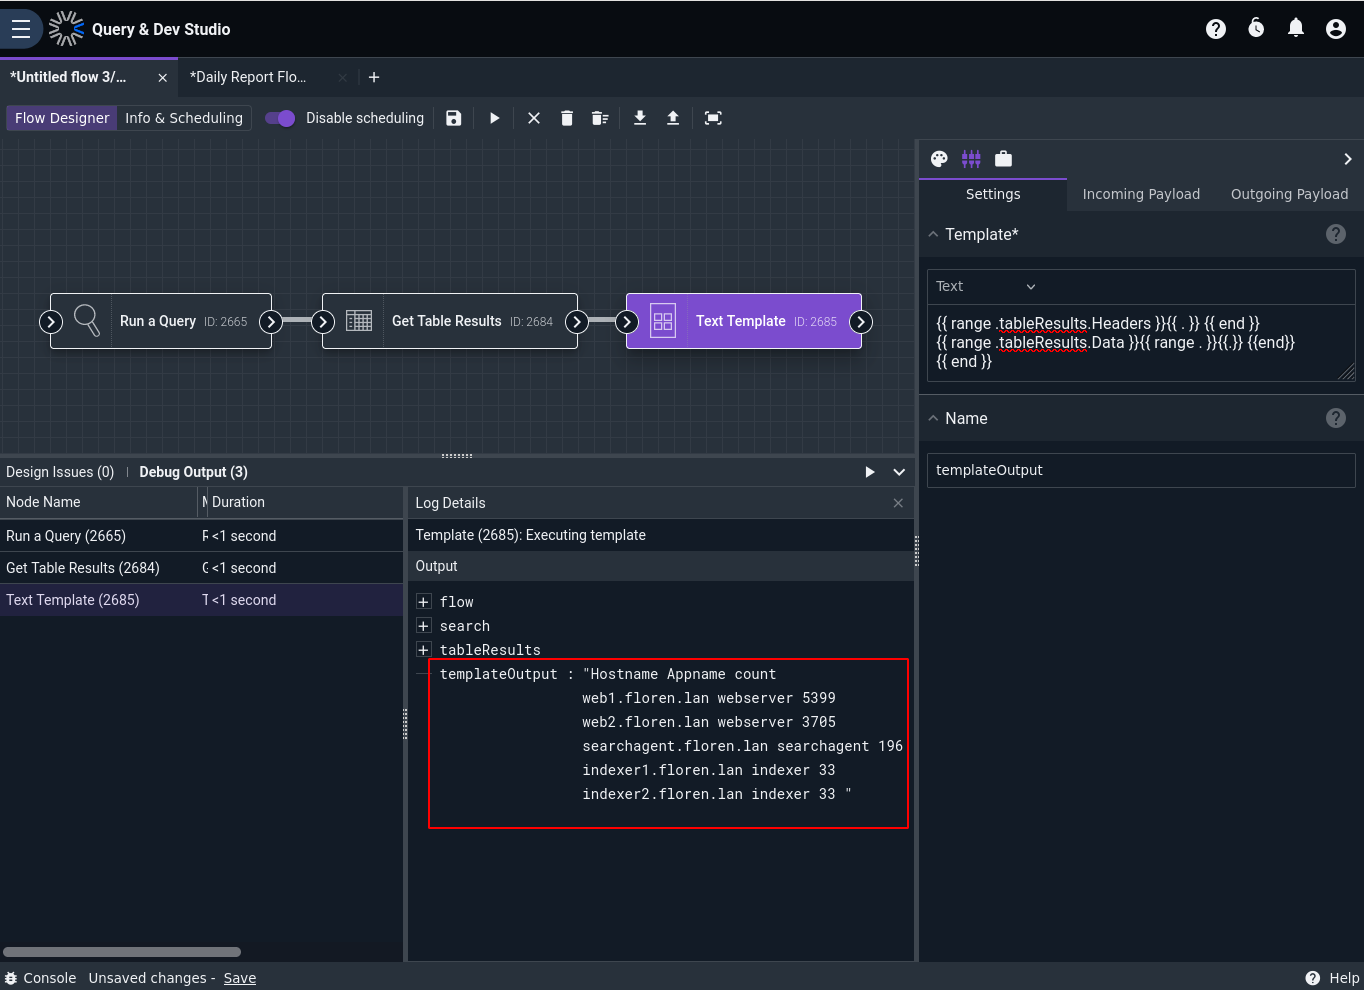 Query & Dev Studio
*Untitled flow 3/...
*Daily Report Flo...
Flow Designer
Info & Scheduling
Disable scheduling
Run a Query ID: 2665
Get Table Results ID: 2684
Text Template ID: 2685
Settings
Incoming Payload
Outgoing Payload
Template*
Text
{{ range .tableResults.Headers }}{{ . }} {{ end }}
{{ range .tableResults.Data }}{{ range . }}{{.}} {{end}}
{{ end }}
Name
templateOutput
Design Issues (0)
Debug Output (3)
Node Name
Duration
Run a Query (2665)
<1 second
Get Table Results (2684)
<1 second
Text Template (2685)
<1 second
Log Details
Template (2685): Executing template
Output
flow
search
tableResults
templateOutput : "Hostname Appname count
web1.floren.lan webserver 5399
web2.floren.lan webserver 3705
searchagent.floren.lan searchagent 196
indexer1.floren.lan indexer 33
indexer2.floren.lan indexer 33 "
Console
Unsaved changes - Save
Help